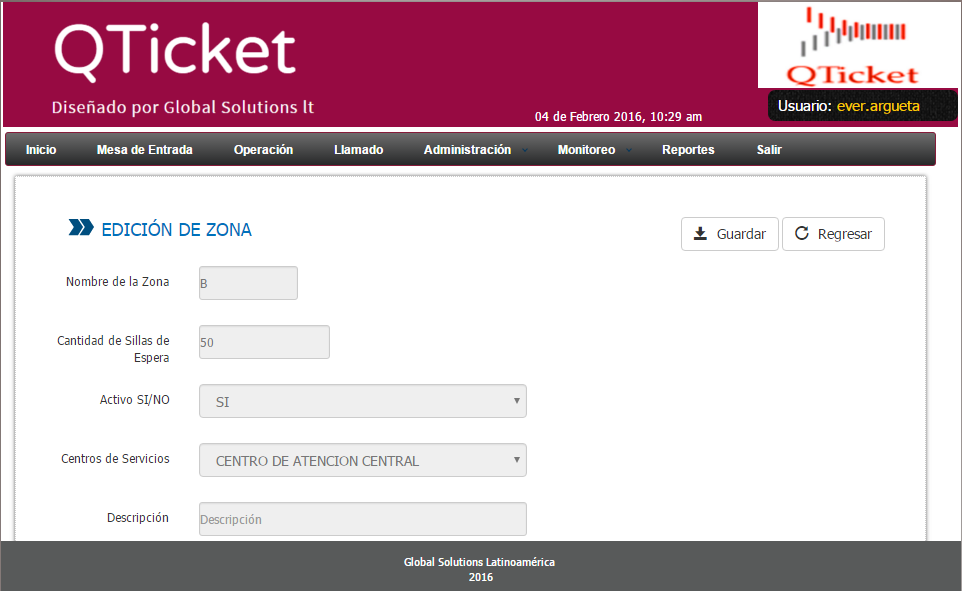 QTicket
Diseñado por Global Solutions lt
QTicket
04 de Febrero 2016, 10:29 am
Usuario: ever.argueta
Inicio Mesa de Entrada Operación Llamado Administración Monitoreo Reportes Salir
EDICIÓN DE ZONA
Guardar Regresar
Nombre de la Zona B
Cantidad de Sillas de
Espera
50
Activo SI/NO SI
Centros de Servicios CENTRO DE ATENCION CENTRAL
Descripción Descripción
Global Solutions Latinoamérica
2016